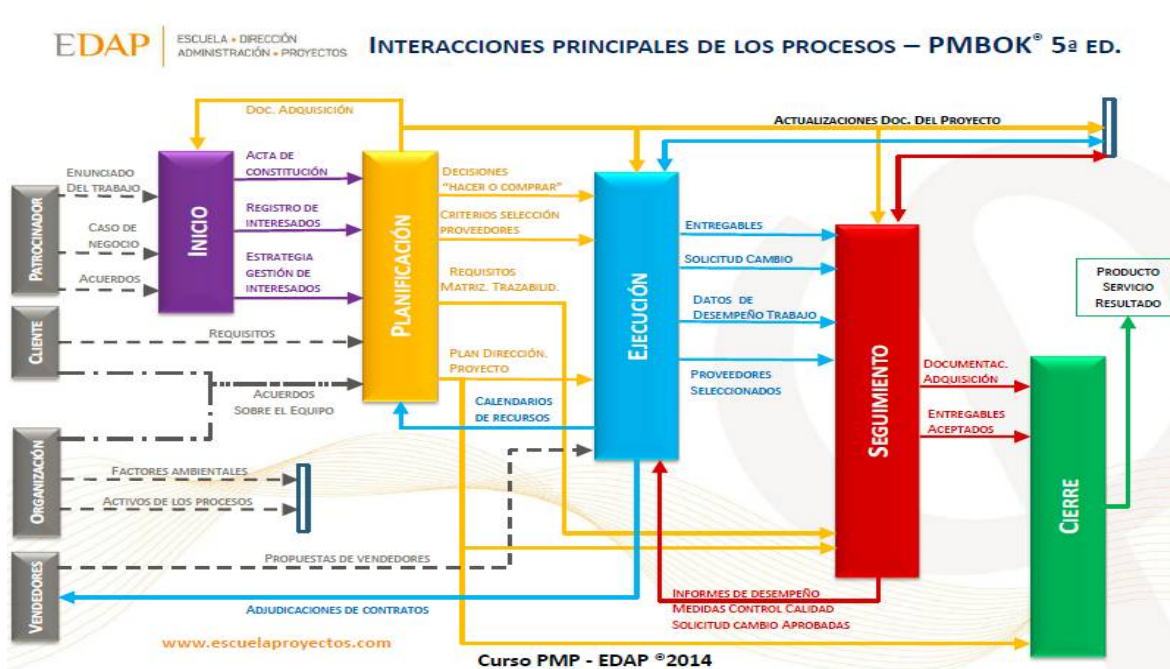 EDAP
ESCUELA • DIRECCIÓN
ADMINISTRACIÓN • PROYECTOS
INTERACCIONES PRINCIPALES DE LOS PROCESOS – PMBOK® 5ª ED.
DOC. ADQUISICIÓN
ACTUALIZACIONES DOC. DEL PROYECTO
PATROCINADOR
ENUNCIADO
DEL TRABAJO
CASO DE
NEGOCIO
ACUERDOS
INICIO
ACTA DE
CONSTITUCIÓN
REGISTRO DE
INTERESADOS
ESTRATEGIA
GESTIÓN DE
INTERESADOS
PLANIFICACIÓN
DECISIONES
"HACER O COMPRAR"
CRITERIOS SELECCIÓN
PROVEEDORES
REQUISITOS
MATRIZ. TRAZABILID.
PLAN DIRECCIÓN.
PROYECTO
CALENDARIOS
DE RECURSOS
EJECUCIÓN
ENTREGABLES
SOLICITUD CAMBIO
DATOS DE
DESEMPEÑO TRABAJO
PROVEEDORES
SELECCIONADOS
SEGUIMIENTO
DOCUMENTAC.
ADQUISICIÓN
ENTREGABLES
ACEPTADOS
PRODUCTO
SERVICIO
RESULTADO
CIERRE
CLIENTE
REQUISITOS
ACUERDOS
SOBRE EL EQUIPO
ORGANIZACIÓN
FACTORES AMBIENTALES
ACTIVOS DE LOS PROCESOS
VENDEDORES
PROPUESTAS DE VENDEDORES
ADJUDICACIONES DE CONTRATOS
INFORMES DE DESEMPEÑO
MEDIDAS CONTROL CALIDAD
SOLICITUD CAMBIO APROBADAS
www.escuelaproyectos.com
Curso PMP - EDAP ©2014